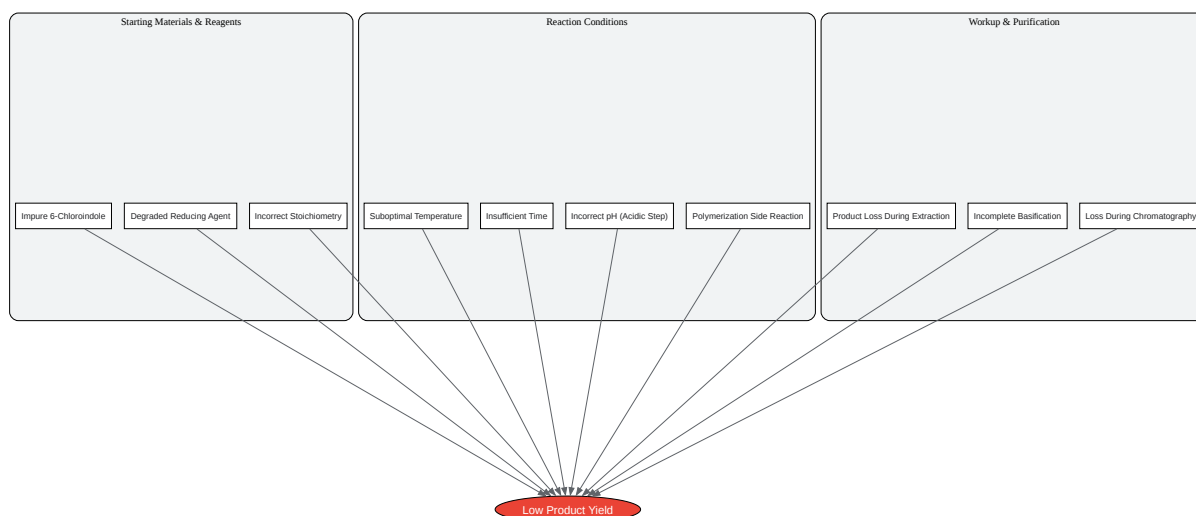 Starting Materials & Reagents
Reaction Conditions
Workup & Purification
Impure 6-Chloroindole
Degraded Reducing Agent
Incorrect Stoichiometry
Suboptimal Temperature
Insufficient Time
Incorrect pH (Acidic Step)
Polymerization Side Reaction
Product Loss During Extraction
Incomplete Basification
Loss During Chromatography
Low Product Yield